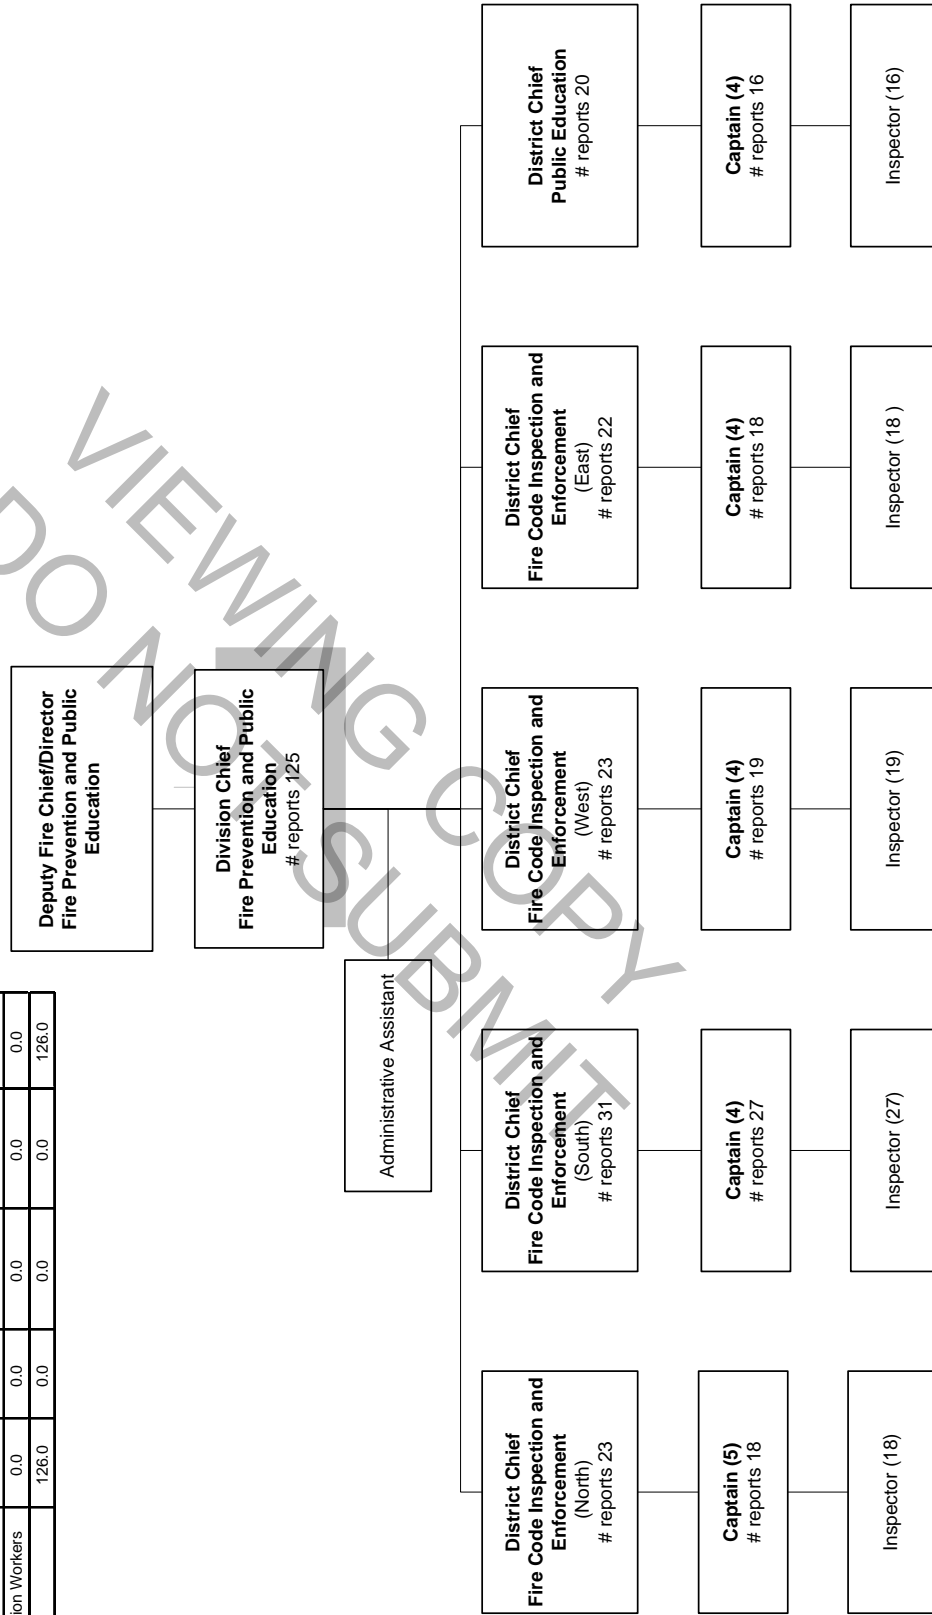 ion Workers 0.0 0.0 0.0 0.0 0.0
126.0 0.0 0.0 0.0 126.0
Deputy Fire Chief/Director
Fire Prevention and Public
Education
Division Chief
Fire Prevention and Public
Education
# reports 125
Administrative Assistant
District Chief
Fire Code Inspection and
Enforcement
(North)
# reports 23
District Chief
Fire Code Inspection and
Enforcement
(South)
# reports 31
District Chief
Fire Code Inspection and
Enforcement
(West)
# reports 23
District Chief
Fire Code Inspection and
Enforcement
(East)
# reports 22
District Chief
Public Education
# reports 20
Captain (5)
# reports 18
Captain (4)
# reports 27
Captain (4)
# reports 19
Captain (4)
# reports 18
Captain (4)
# reports 16
Inspector (18)
Inspector (27)
Inspector (19)
Inspector (18 )
Inspector (16)
VIEWING COPY
DO NOT SUBMIT
1